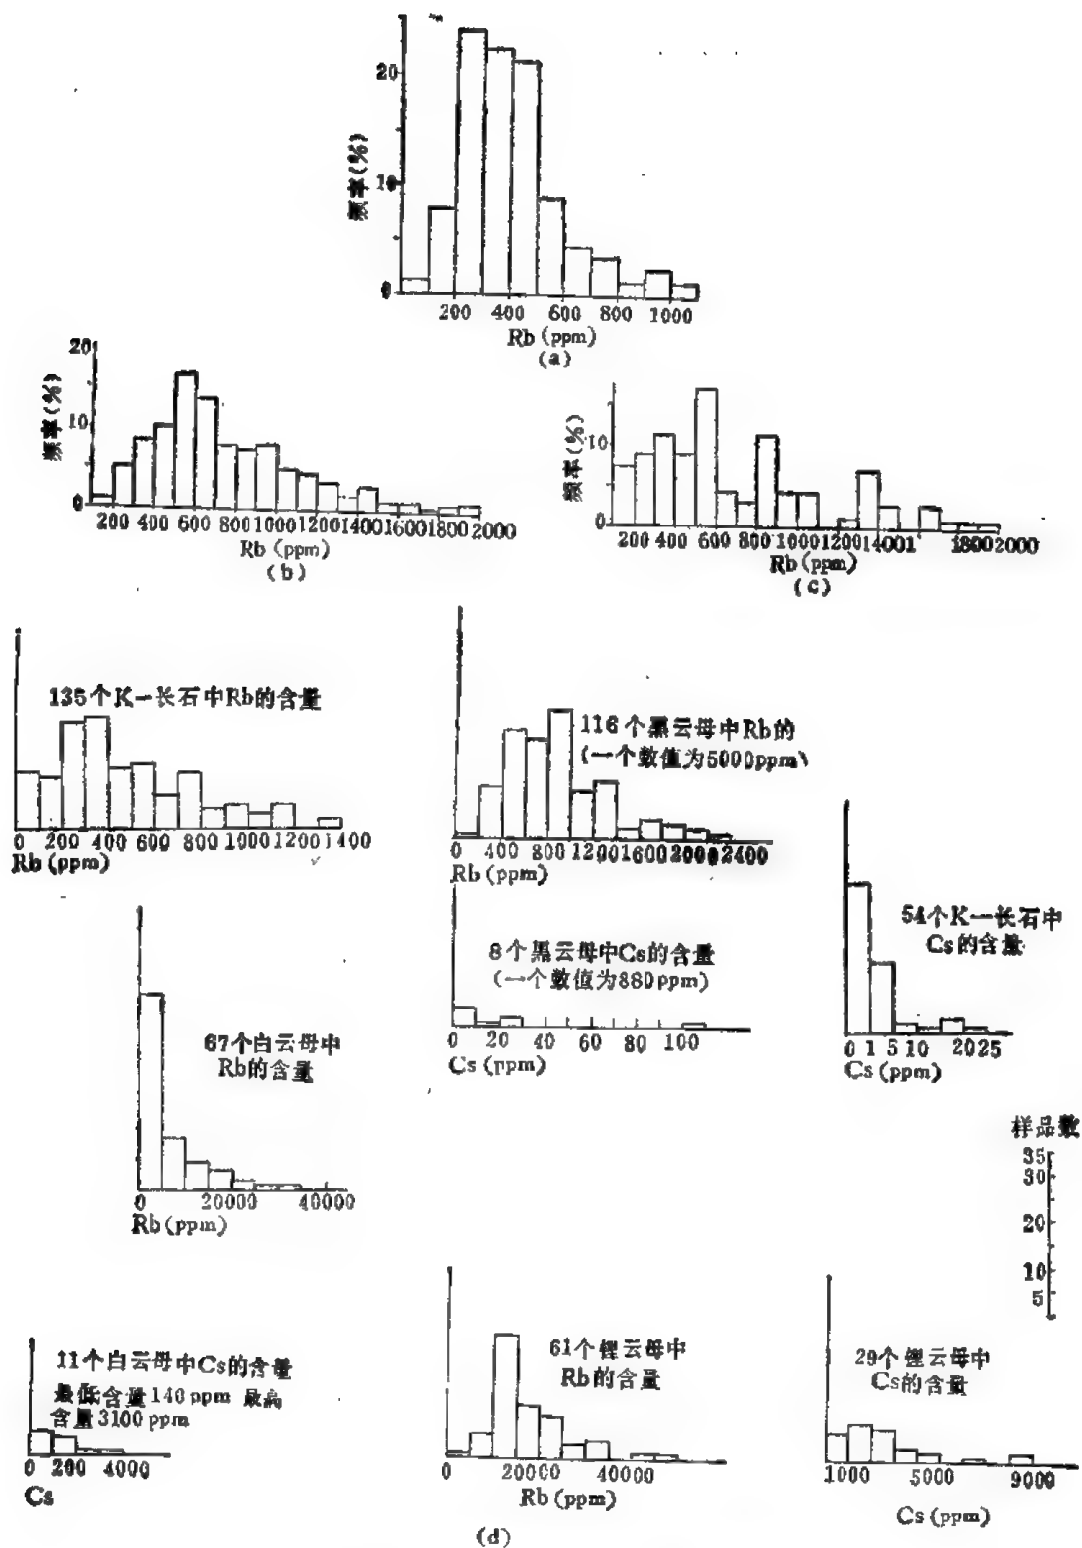 频率(%)
20
10
0
200 400 600 800 1000
Rb (ppm)
(a)
频率(%)
20
10
0
200 400 600 800 1000 1200 1400 1600 1800 2000
Rb (ppm)
(b)
频率(%)
10
0
200 400 600 800 1000 1200 1400 1800 2000
Rb (ppm)
(c)
135个K—长石中Rb的含量
0 200 400 600 800 1000 1200 1400
Rb (ppm)
116个黑云母中Rb的
(一个数值为5000ppm)
0 400 800 1200 1600 2000 2400
Rb (ppm)
54个K—长石中
Cs的含量
0 1 5 10 20 25
Cs (ppm)
8个黑云母中Cs的含量
(一个数值为880ppm)
0 20 40 60 80 100
Cs (ppm)
67个白云母中
Rb的含量
0 20000 40000
Rb (ppm)
样品数
35
30
20
10
5
11个白云母中Cs的含量
最低含量140 ppm 最高
含量3100 ppm
0 200 4000
Cs
61个锂云母中
Rb的含量
0 20000 40000
Rb (ppm)
29个锂云母中
Cs的含量
1000 5000 9000
Cs (ppm)
(d)